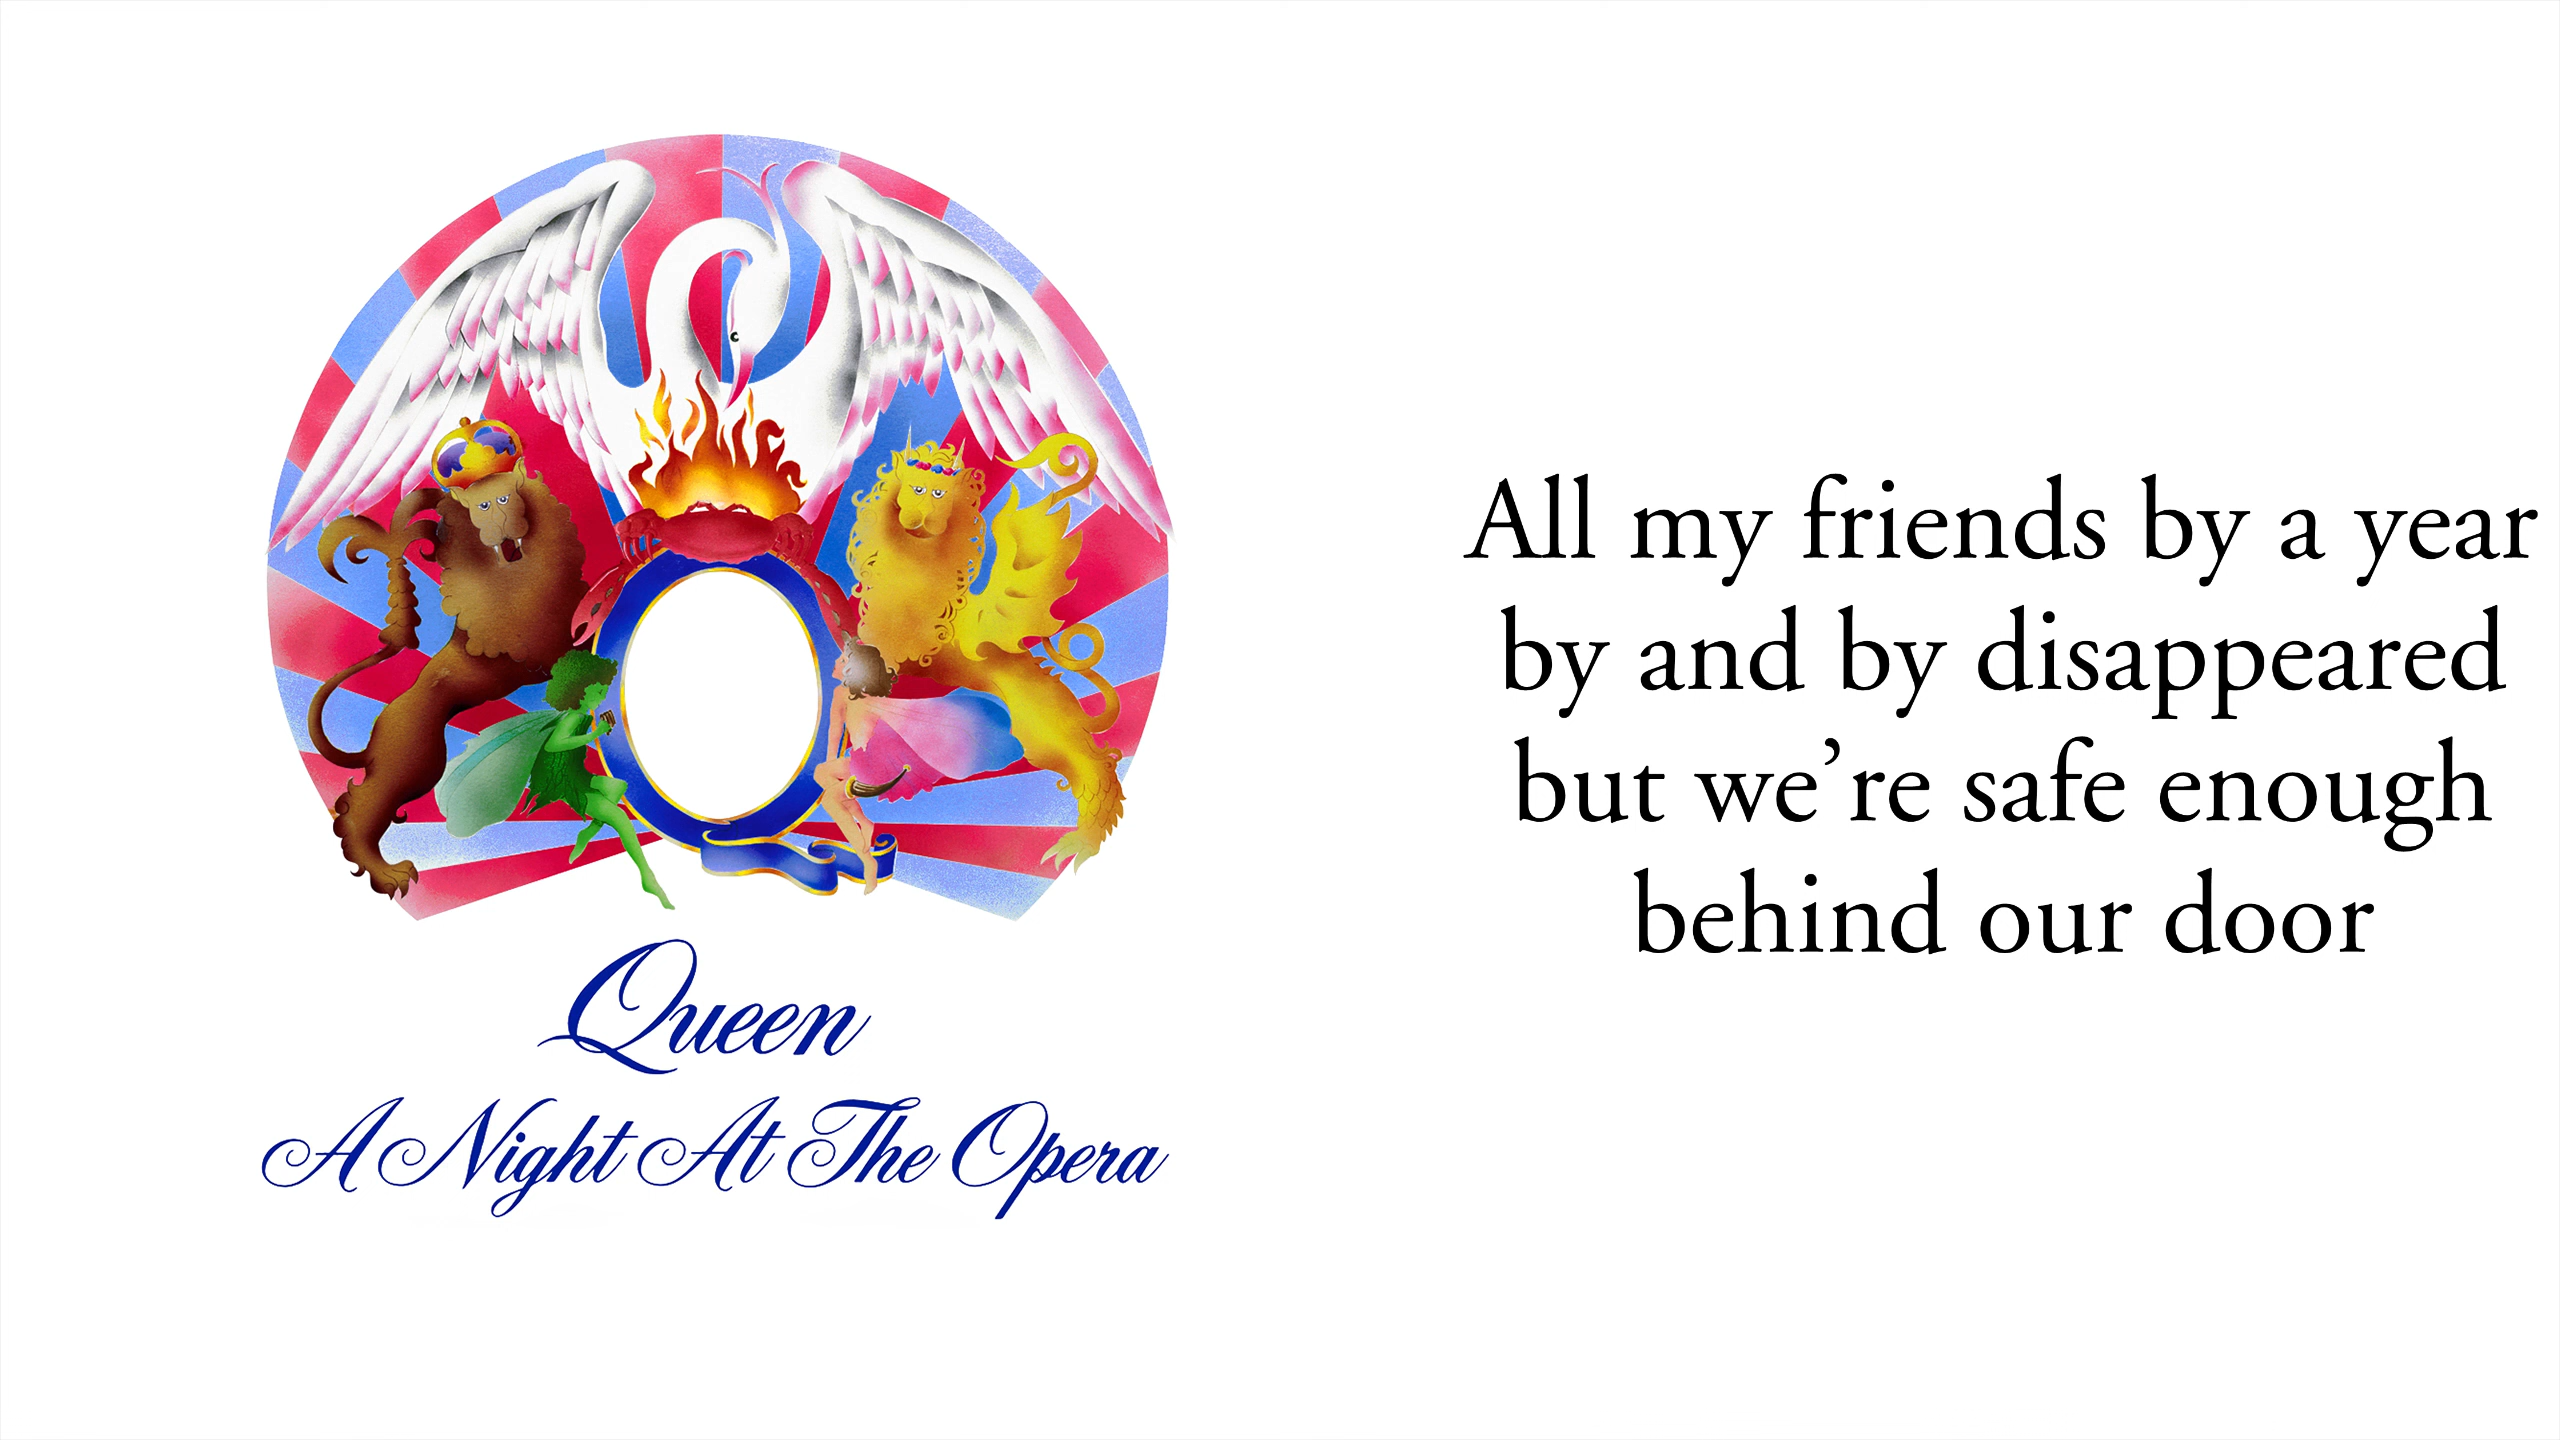 Queen
A Night At The Opera
All my friends by a year
by and by disappeared
but we’re safe enough
behind our door